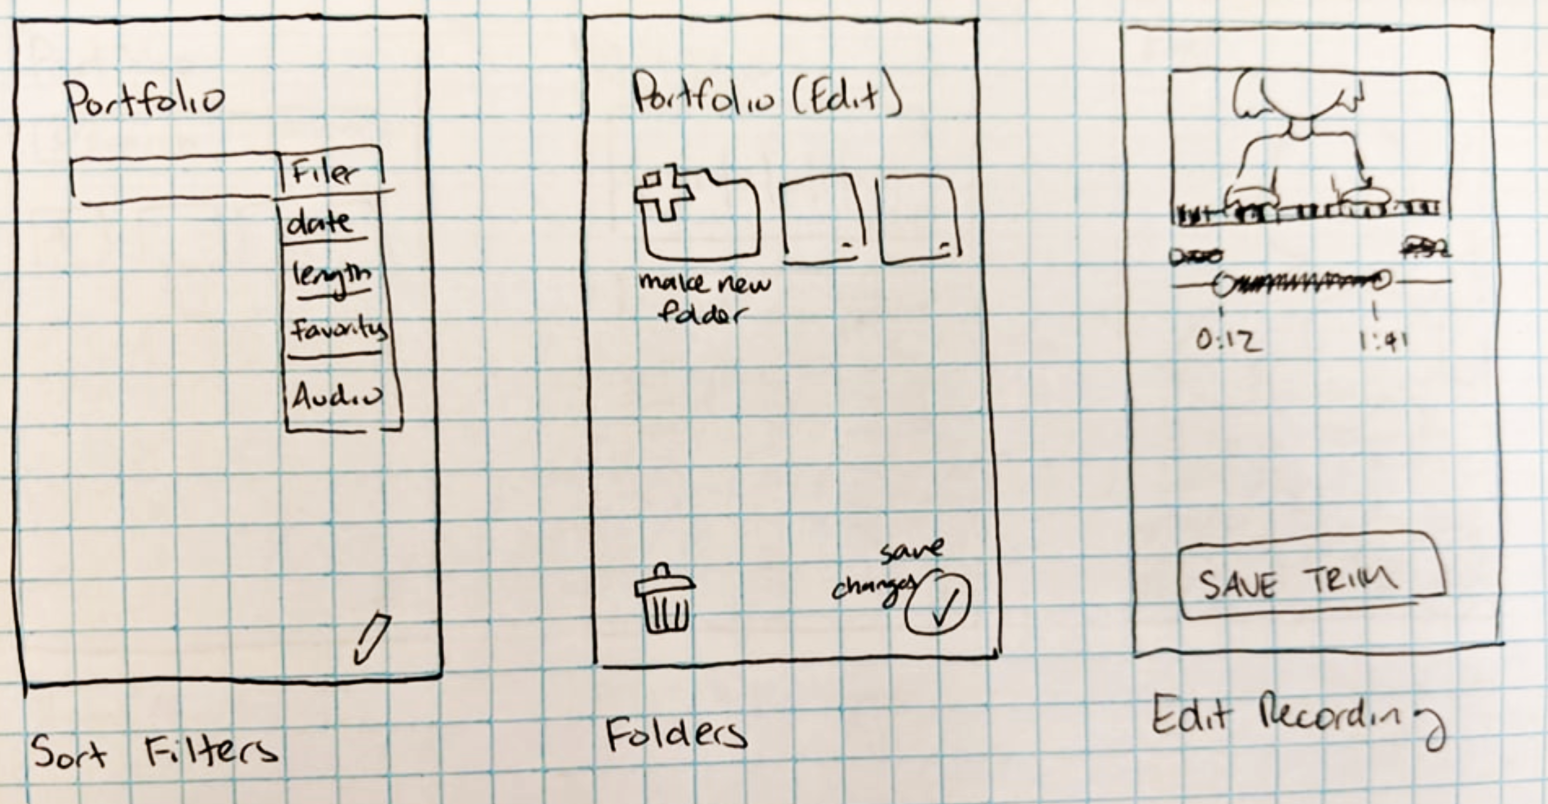 Portfolio
Filer
date
length
Favoritys
Audio
Sort Filters
Portfolio (Edit)
make new
folder
save
changes
Folders
0:12
1:41
SAVE TRIM
Edit Recording